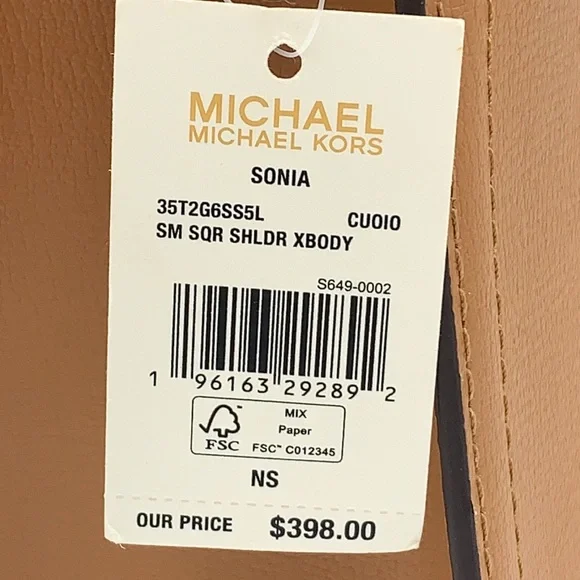 MICHAEL
MICHAEL KORS
SONIA
35T2G6SS5L CUOIO
SM SQR SHLDR XBODY
S649-0002
1 96163 29289 2
FSC
MIX
Paper
FSC™ C012345
NS
OUR PRICE $398.00